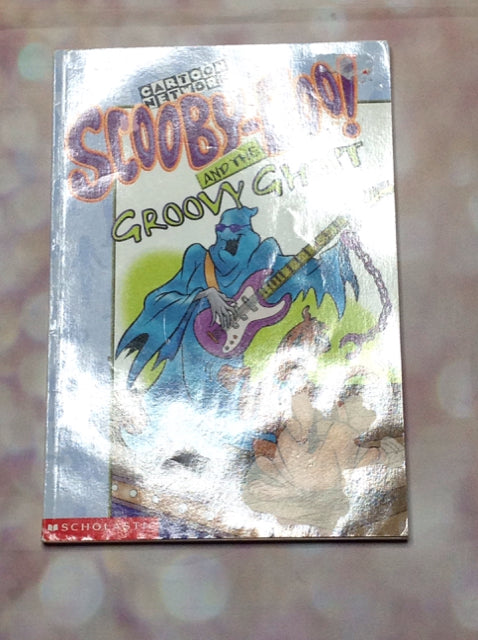 CARTOON
NETWORK
SCOOBY-DOO!
AND THE
GROOVY GHOST
SCHOLASTIC